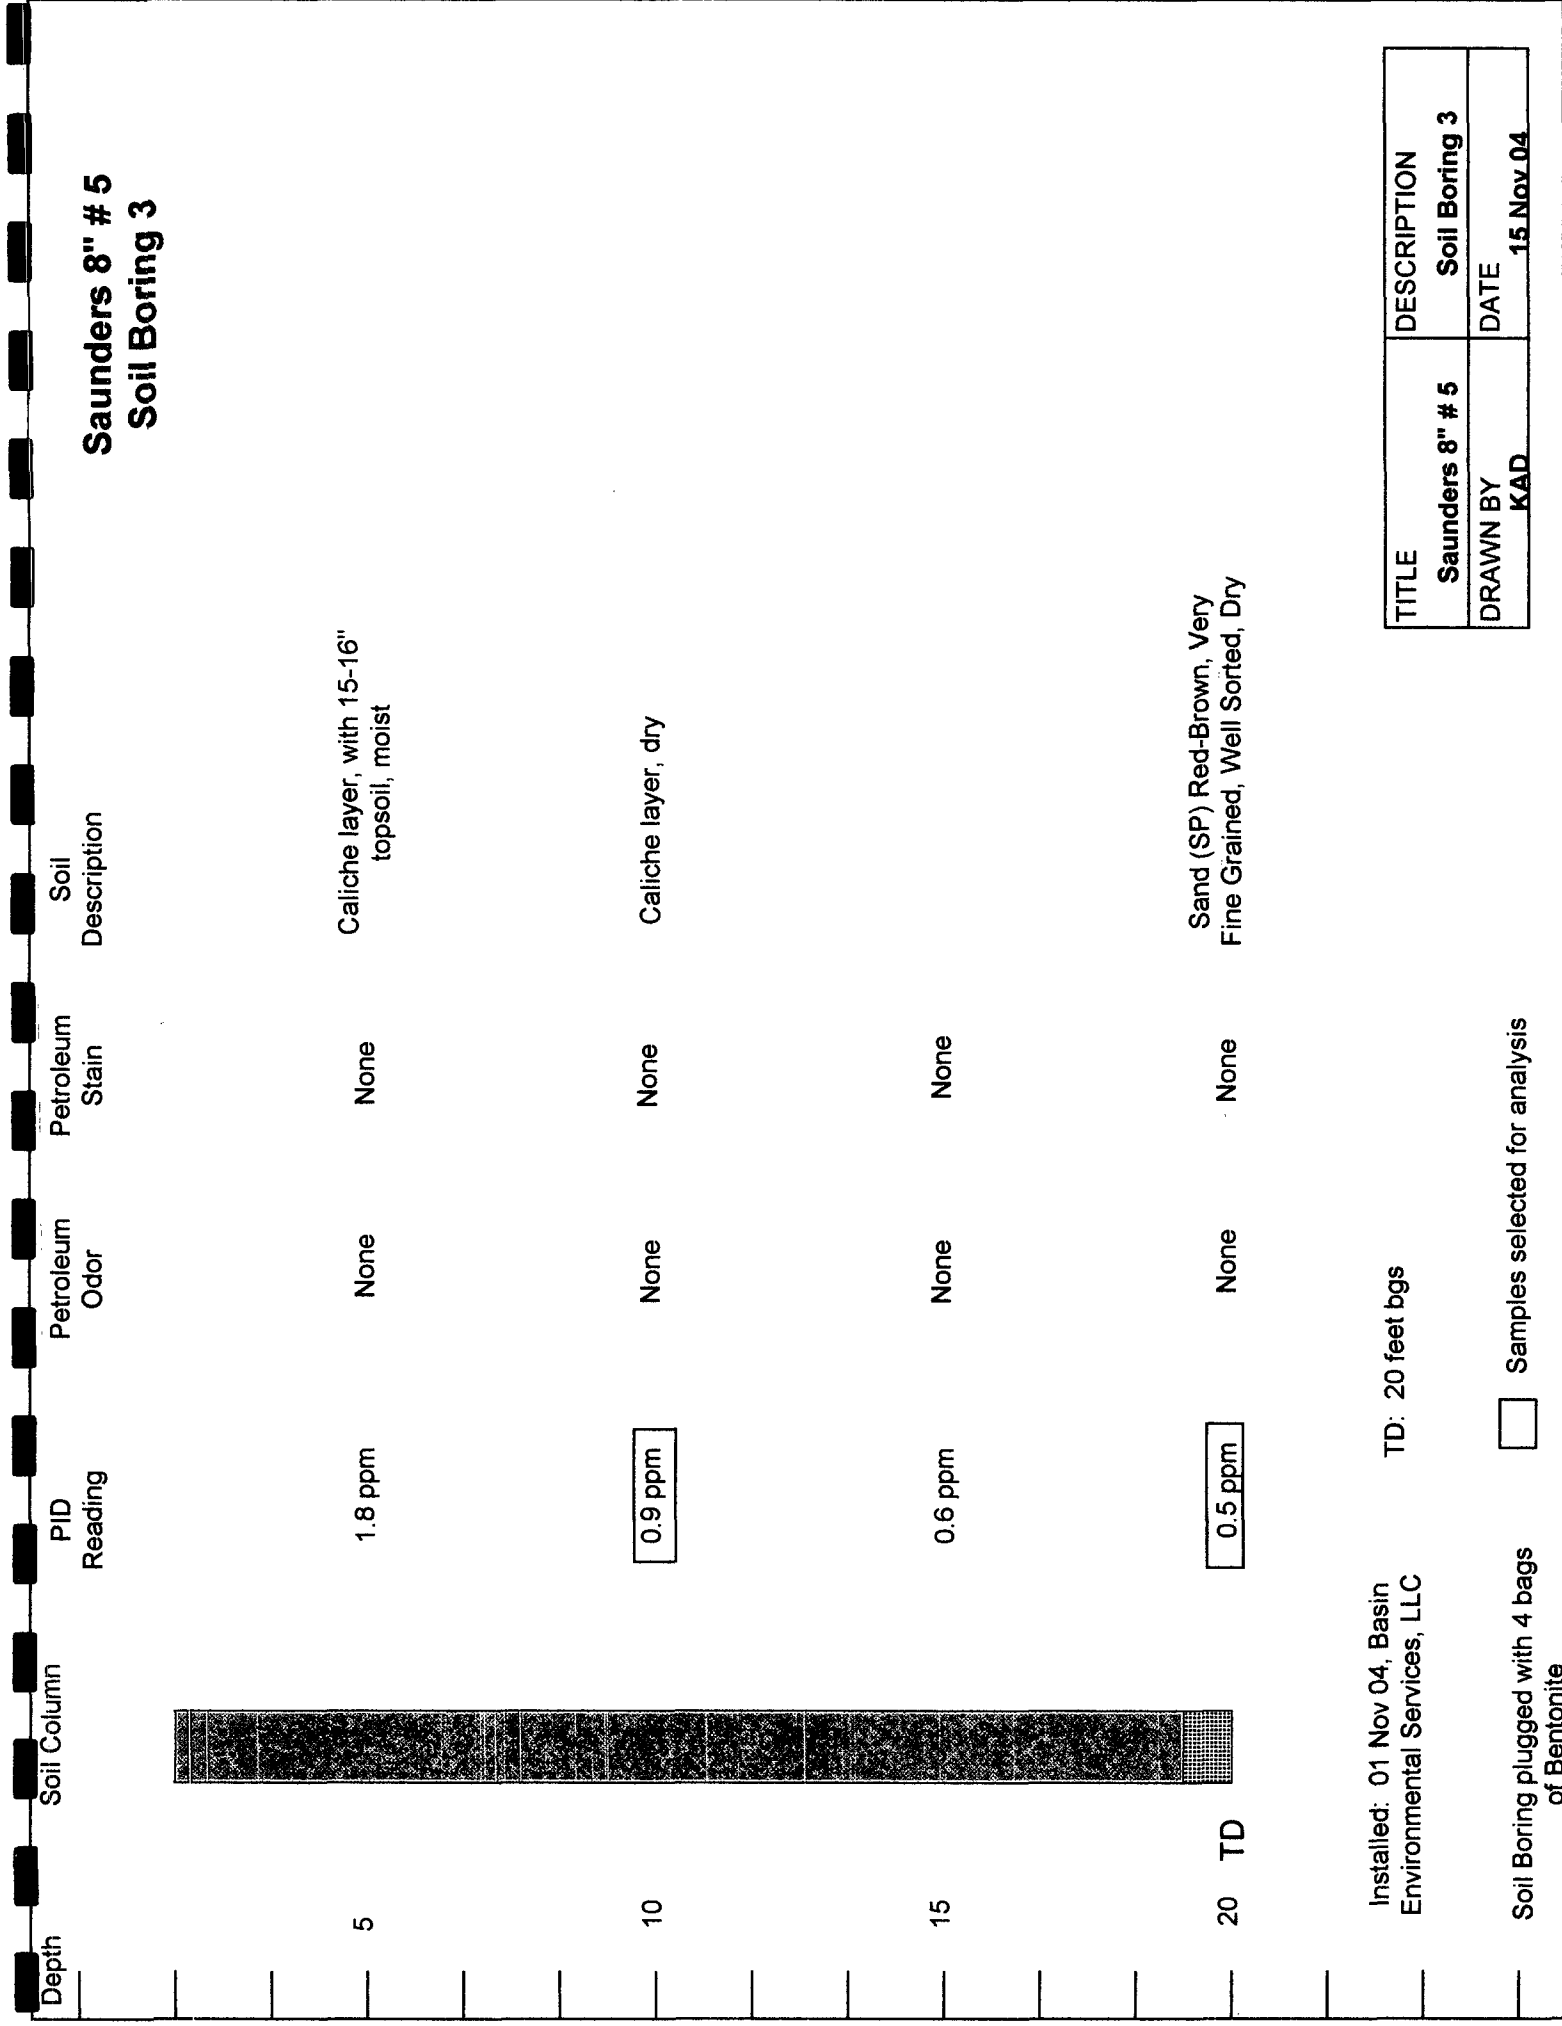 Saunders 8" # 5
Soil Boring 3
Depth
Soil Column
PID
Reading
Petroleum
Odor
Petroleum
Stain
Soil
Description
5
1.8 ppm
None
None
Caliche layer, with 15-16"
topsoil, moist
10
0.9 ppm
None
None
Caliche layer, dry
15
0.6 ppm
None
None
20
TD
0.5 ppm
None
None
Sand (SP) Red-Brown, Very
Fine Grained, Well Sorted, Dry
Installed: 01 Nov 04, Basin
Environmental Services, LLC
TD: 20 feet bgs
Soil Boring plugged with 4 bags
of Bentonite
Samples selected for analysis
TITLE
Saunders 8" # 5
DESCRIPTION
Soil Boring 3
DRAWN BY
KAD
DATE
15 Nov 04